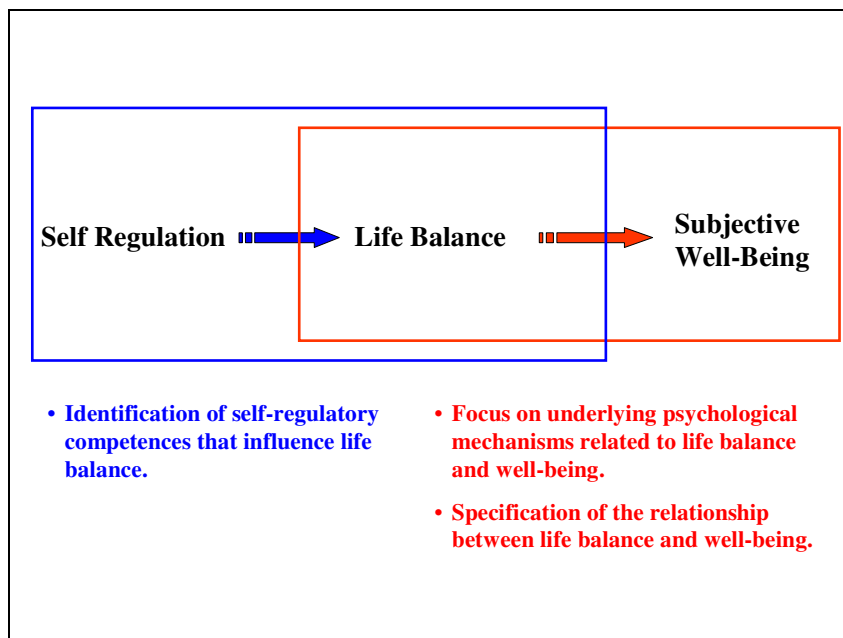 Self Regulation
Life Balance
Subjective
Well-Being
• Identification of self-regulatory
competences that influence life
balance.
• Focus on underlying psychological
mechanisms related to life balance
and well-being.
• Specification of the relationship
between life balance and well-being.